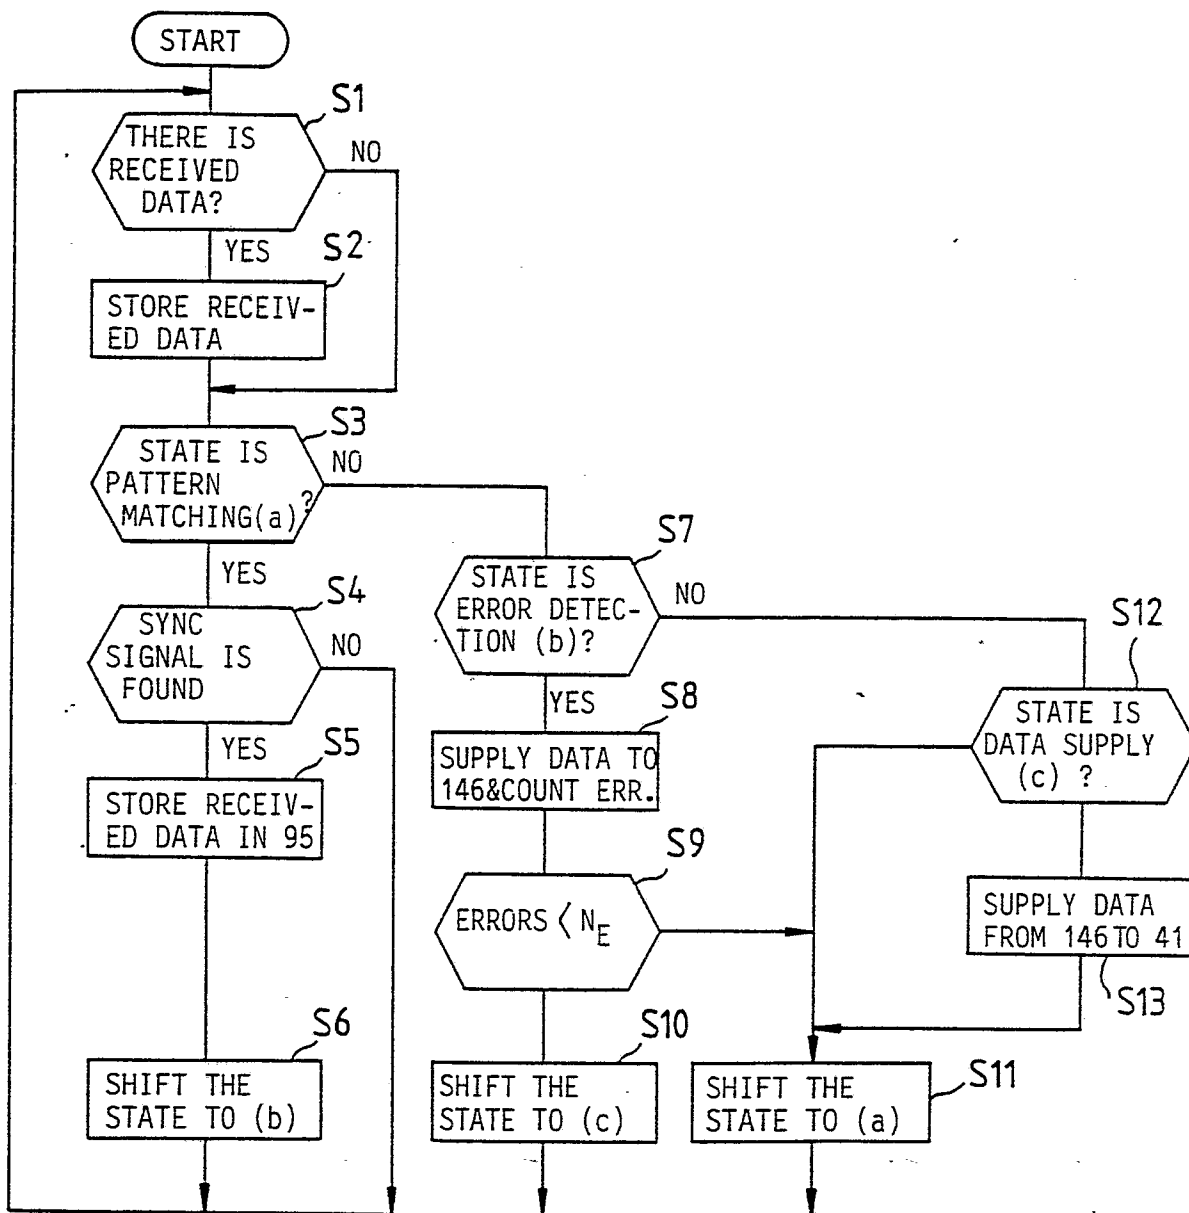 START
S1
THERE IS
RECEIVED
DATA?
NO
YES
S2
STORE RECEIV-
ED DATA
S3
STATE IS
PATTERN
MATCHING(a)?
NO
YES
S4
SYNC
SIGNAL IS
FOUND
NO
YES
S5
STORE RECEIV-
ED DATA IN 95
S6
SHIFT THE
STATE TO (b)
S7
STATE IS
ERROR DETEC-
TION (b)?
NO
YES
S8
SUPPLY DATA TO
146&COUNT ERR.
S9
ERRORS < NE
S10
SHIFT THE
STATE TO (c)
S11
SHIFT THE
STATE TO (a)
S12
STATE IS
DATA SUPPLY
(c) ?
SUPPLY DATA
FROM 146 TO 41
S13